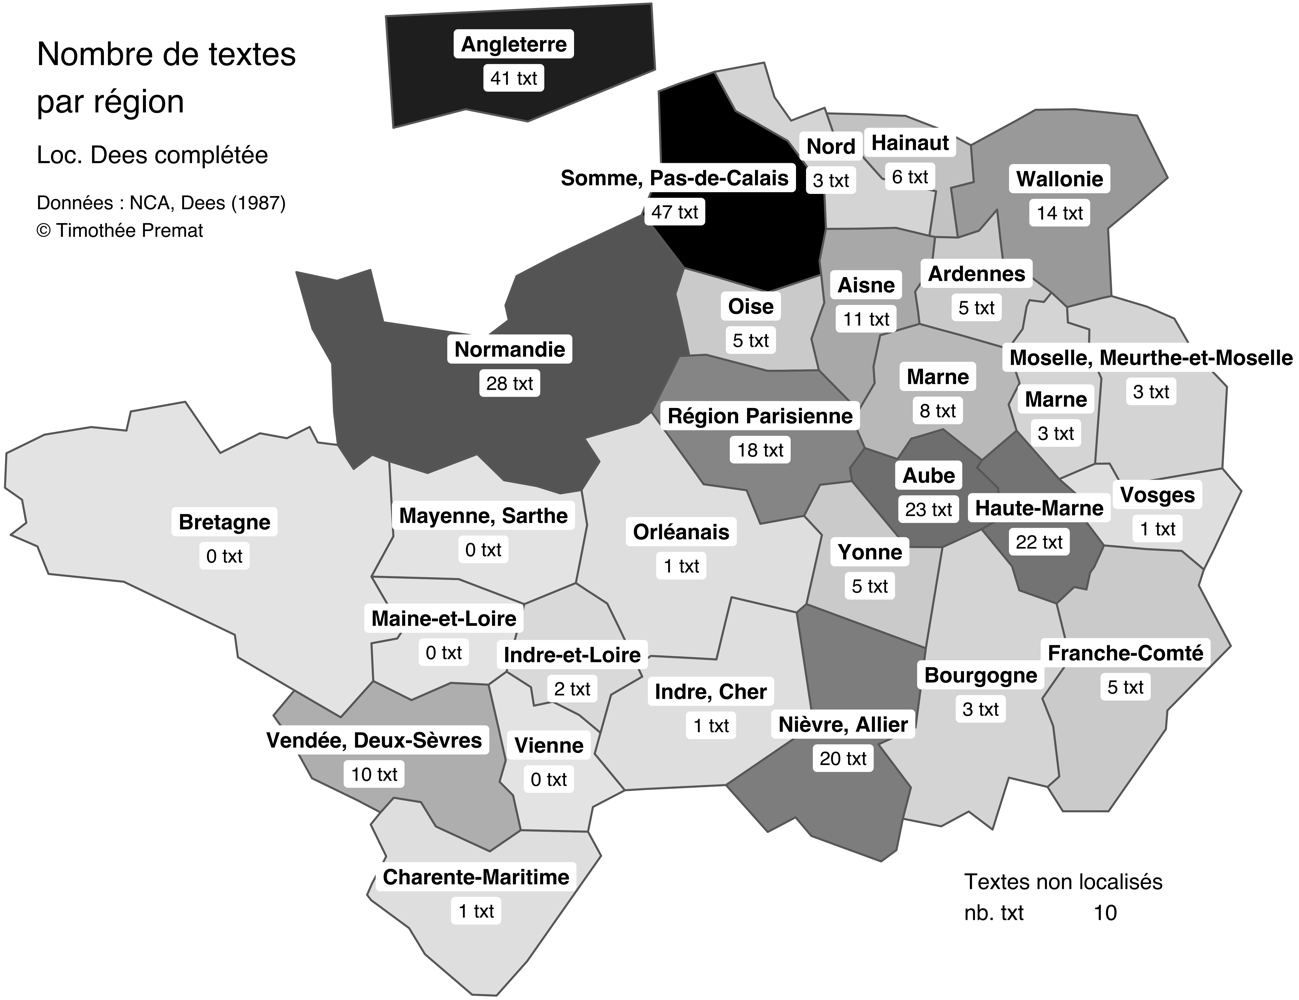 Nombre de textes
par région
Loc. Dees complétée
Données : NCA, Dees (1987)
© Timothée Premat
Angleterre
41 txt
Somme, Pas-de-Calais
47 txt
Nord
3 txt
Hainaut
6 txt
Wallonie
14 txt
Oise
5 txt
Aisne
11 txt
Ardennes
5 txt
Normandie
28 txt
Région Parisienne
18 txt
Marne
8 txt
Moselle, Meurthe-et-Moselle
3 txt
Marne
3 txt
Aube
23 txt
Haute-Marne
22 txt
Vosges
1 txt
Bretagne
0 txt
Mayenne, Sarthe
0 txt
Orléanais
1 txt
Yonne
5 txt
Maine-et-Loire
0 txt
Indre-et-Loire
2 txt
Indre, Cher
1 txt
Nièvre, Allier
20 txt
Bourgogne
3 txt
Franche-Comté
5 txt
Vendée, Deux-Sèvres
10 txt
Vienne
0 txt
Charente-Maritime
1 txt
Textes non localisés
nb. txt 10